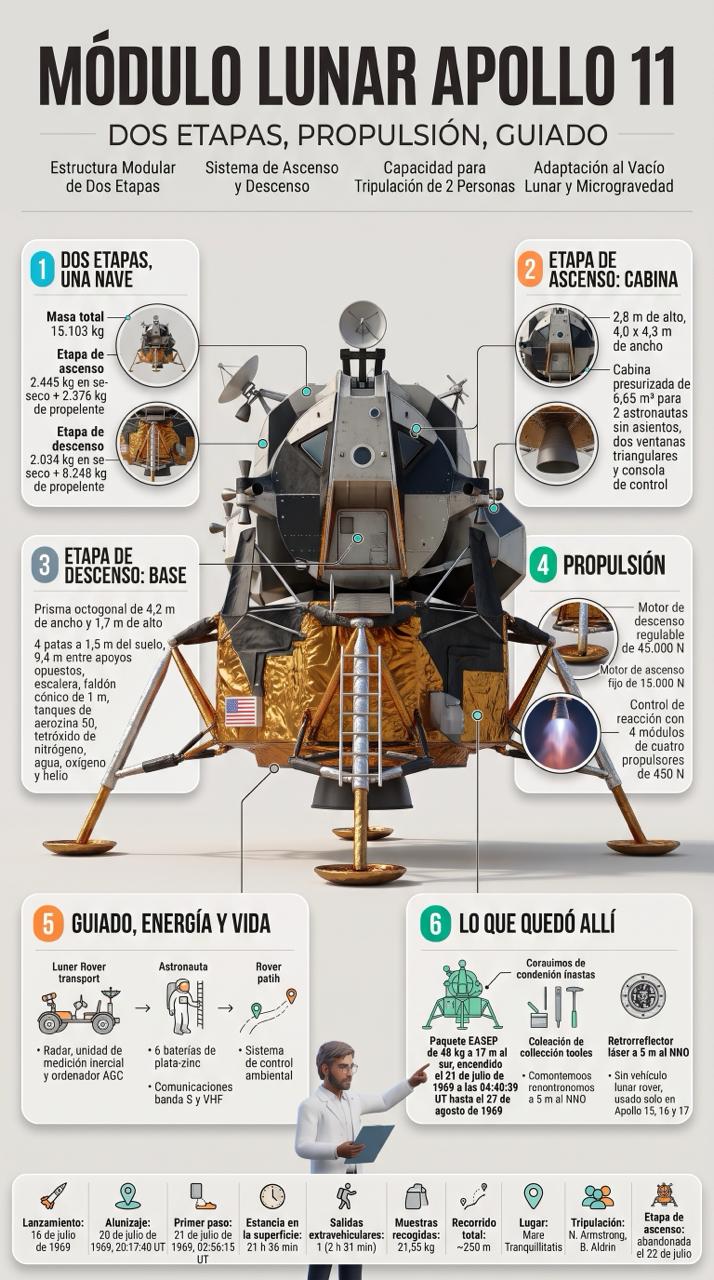 MÓDULO LUNAR APOLLO 11
DOS ETAPAS, PROPULSIÓN, GUIADO
Estructura Modular
de Dos Etapas
Sistema de Ascenso
y Descenso
Capacidad para
Tripulación de 2 Personas
Adaptación al Vacío
Lunar y Microgravedad
1 DOS ETAPAS,
UNA NAVE
Masa total
15.103 kg
Etapa de
ascenso
2.445 kg en se-
seco + 2.376 kg
de propelente
Etapa de
descenso
2.034 kg en se
seco + 8.248 kg
de propelente
2 ETAPA DE
ASCENSO: CABINA
2,8 m de alto,
4,0 x 4,3 m
de ancho
Cabina
presurizada de
6,65 m³ para
2 astronautas
sin asientos,
dos ventanas
triangulares
y consola
de control
3 ETAPA DE
DESCENSO: BASE
Prisma octogonal de 4,2 m
de ancho y 1,7 m de alto
4 patas a 1,5 m del suelo,
9,4 m entre apoyos
opuestos,
escalera, faldón
cónico de 1 m,
tanques de
aerozina 50,
tetróxido de
nitrógeno,
agua, oxígeno
y helio
4 PROPULSIÓN
Motor de
descenso
regulable
de 45.000 N
Motor de ascenso
fijo de 15.000 N
Control de
reacción con
4 módulos
de cuatro
propulsores
de 450 N
5 GUIADO, ENERGÍA Y VIDA
Luner Rover
transport
Astronauta
Rover
patih
• Radar, unidad de
medición inercial
y ordenador AGC
• 6 baterías de
plata-zinc
• Comunicaciones
banda S y VHF
• Sistema
de control
ambiental
6 LO QUE QUEDÓ ALLÍ
Corauimos de
condenión ínastas
Paquete EASEP
de 48 kg a 17 m al
sur, encendido
el 21 de julio de
1969 a las 04:40:39
UT hasta el 27 de
agosto de 1969
Coleación de
collection tooles
• Comontemoos
renontronomos
a 5 m al NNO
Retrorreflector
láser a 5 m al NNO
• Sin vehículo
lunar rover,
usado solo en
Apollo 15, 16 y 17
Lanzamiento:
16 de julio
de 1969
Alunizaje:
20 de julio de
1969, 20:17:40 UT
Primer paso:
21 de julio de
1969, 02:56:15
UT
Estancia en
la superficie:
21 h 36 min
Salidas
extravehiculares:
1 (2 h 31 min)
Muestras
recogidas:
21,55 kg
Recorrido
total:
~250 m
Lugar:
Mare
Tranquillitatis
Tripulación:
N. Armstrong,
B. Aldrin
Etapa de
ascenso:
abandonada
el 22 de julio